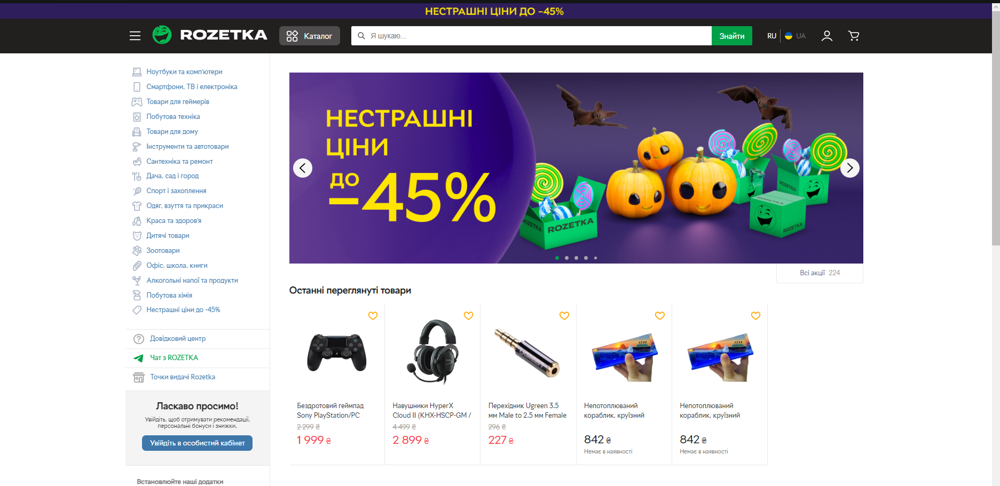 НЕСТРАШНІ ЦІНИ ДО –45%
ROZETKA
Каталог
Я шукаю...
Знайти
RU
UA
Ноутбуки та комп'ютери
Смартфони, ТВ і електроніка
Товари для геймерів
Побутова техніка
Товари для дому
Інструменти та автотовари
Сантехніка та ремонт
Дача, сад і город
Спорт і захоплення
Одяг, взуття та прикраси
Краса та здоров'я
Дитячі товари
Зоотовари
Офіс, школа, книги
Алкогольні напої та продукти
Побутова хімія
Нестрашні ціни до -45%
Довідковий центр
Чат з ROZETKA
Точки видачі Rozetka
Ласкаво просимо!
Увійдіть, щоб отримувати рекомендації,
персональні бонуси і знижки.
Увійдіть в особистий кабінет
Встановлюйте наші додатки
НЕСТРАШНІ
ЦІНИ
ДО
–45%
ROZETKA
ROZETKA
ROZETKA
ROZETKA
ROZETKA
Всі акції 224
Останні переглянуті товари
Бездротовий геймпад
Sony PlayStation/PC
2 299 ₴
1 999 ₴
Навушники HyperX
Cloud II (KHX-HSCP-GM /
4 499 ₴
2 899 ₴
UGREEN
Перехідник Ugreen 3.5
мм Male to 2.5 мм Female
296 ₴
227 ₴
Непотоплюваний
кораблик, круїзний
842 ₴
Немає в наявності
Непотоплюваний
кораблик, круїзний
842 ₴
Немає в наявності